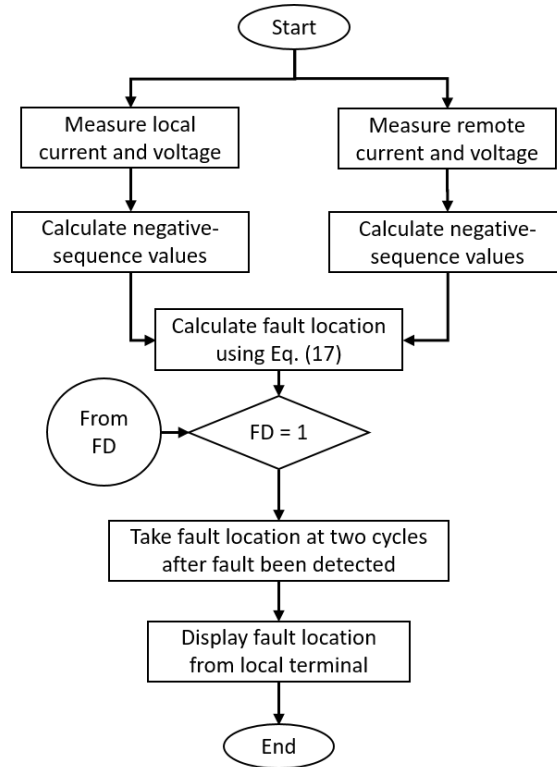 Start
Measure local
current and voltage
Measure remote
current and voltage
Calculate negative-
sequence values
Calculate negative-
sequence values
Calculate fault location
using Eq. (17)
From
FD
FD = 1
Take fault location at two cycles
after fault been detected
Display fault location
from local terminal
End